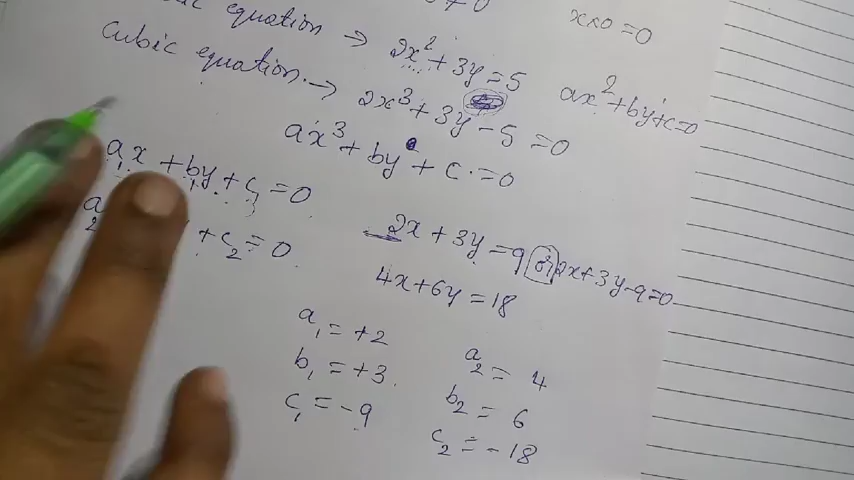 equation → 2x² + 3y = 5
x×0 = 0
Cubic equation. → 2x³ + 3y - 5 = 0
ax² + by + c = 0
ax³ + by + c = 0
a₁x + b₁y + c₁ = 0
a₂ + c₂ = 0
2x + 3y = 9 or 2x + 3y - 9 = 0
4x + 6y = 18
a₁ = +2
b₁ = +3
c₁ = -9
a₂ = 4
b₂ = 6
c₂ = -18